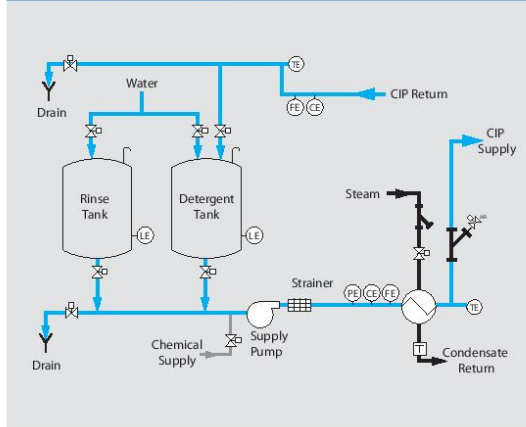 TE
Water
CIP Return
Drain
FE
CE
CIP
Supply
Rinse
Tank
Detergent
Tank
Steam
LE
LE
Strainer
PE
CE
FE
TE
Chemical
Supply
Supply
Pump
T
Condensate
Return
Drain